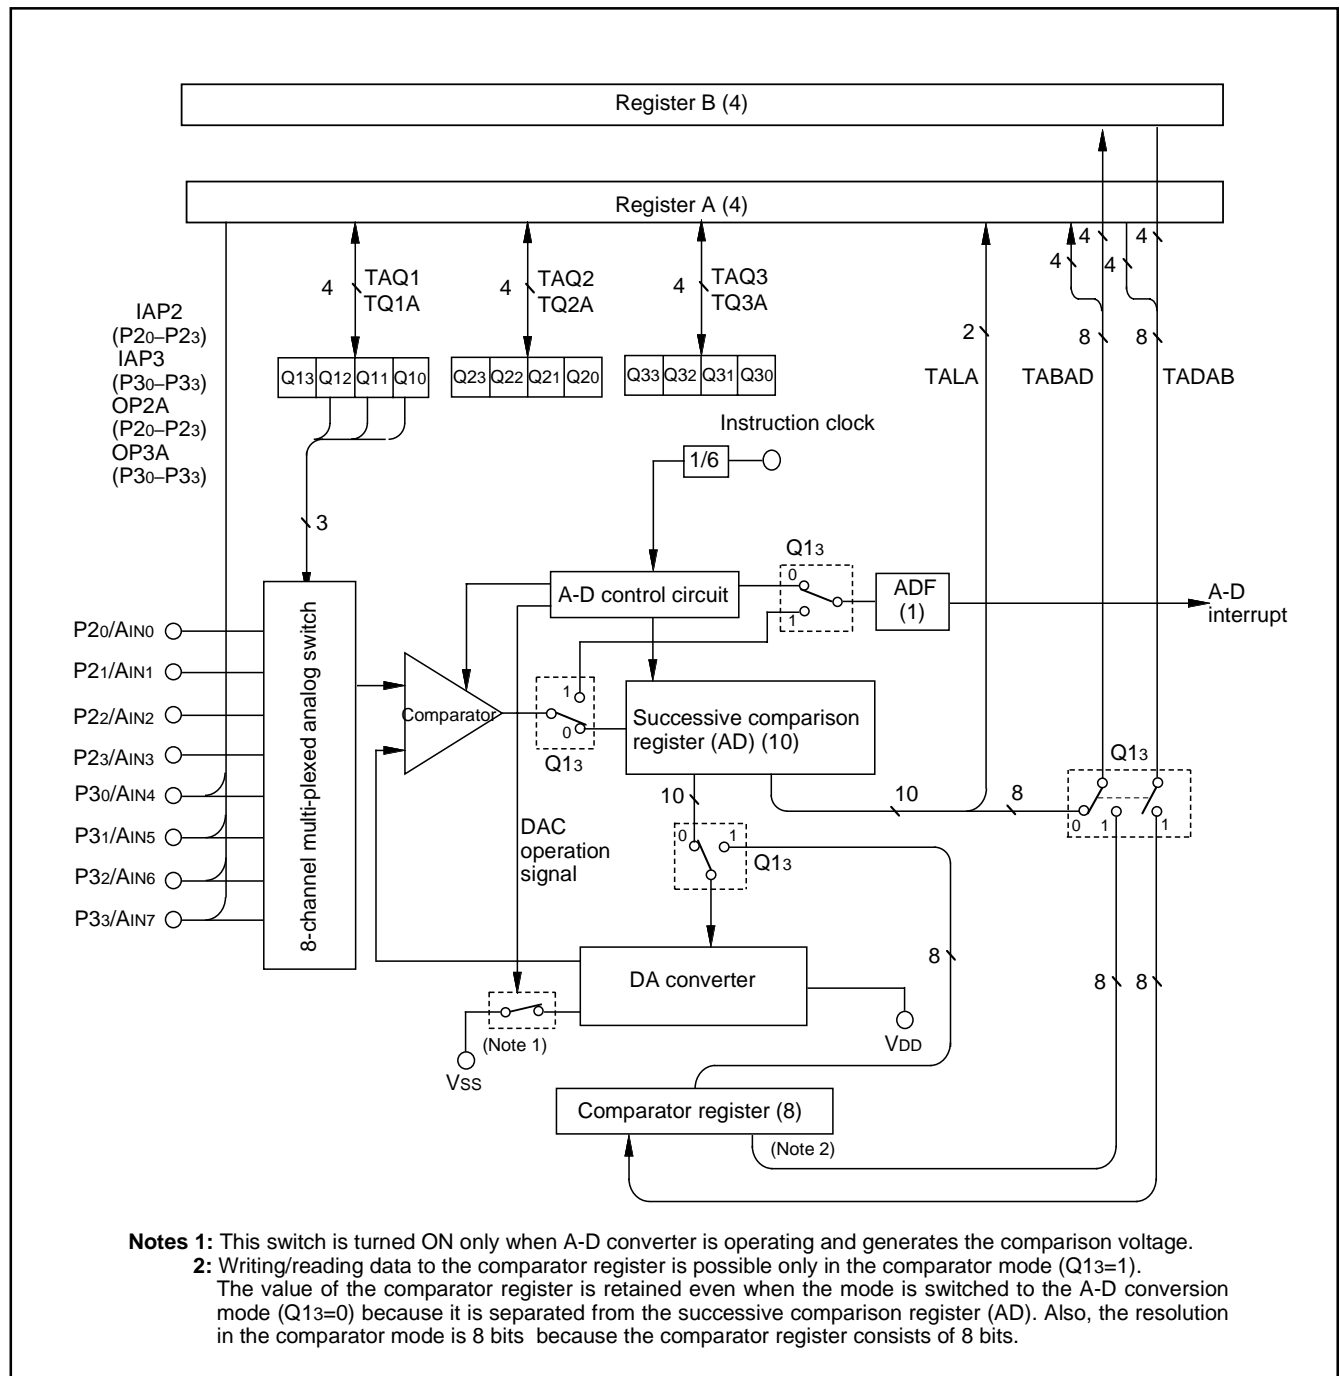 Register B (4)
Register A (4)
4
TAQ1
TQ1A
4
TAQ2
TQ2A
4
TAQ3
TQ3A
4
4
4
4
2
8
8
TALA
TABAD
TADAB
IAP2
(P20–P23)
IAP3
(P30–P33)
OP2A
(P20–P23)
OP3A
(P30–P33)
Q13 Q12 Q11 Q10
Q23 Q22 Q21 Q20
Q33 Q32 Q31 Q30
Instruction clock
1/6
3
Q13
0
1
A-D control circuit
ADF
(1)
A-D
interrupt
P20/AIN0
P21/AIN1
P22/AIN2
P23/AIN3
P30/AIN4
P31/AIN5
P32/AIN6
P33/AIN7
8-channel multi-plexed analog switch
Comparator
1
0
Q13
Successive comparison
register (AD) (10)
10
10
8
Q13
0
1
1
DAC
operation
signal
0
1
Q13
DA converter
8
8
8
(Note 1)
VSS
VDD
Comparator register (8)
(Note 2)
Notes 1: This switch is turned ON only when A-D converter is operating and generates the comparison voltage.
2: Writing/reading data to the comparator register is possible only in the comparator mode (Q13=1).
The value of the comparator register is retained even when the mode is switched to the A-D conversion
mode (Q13=0) because it is separated from the successive comparison register (AD). Also, the resolution
in the comparator mode is 8 bits because the comparator register consists of 8 bits.